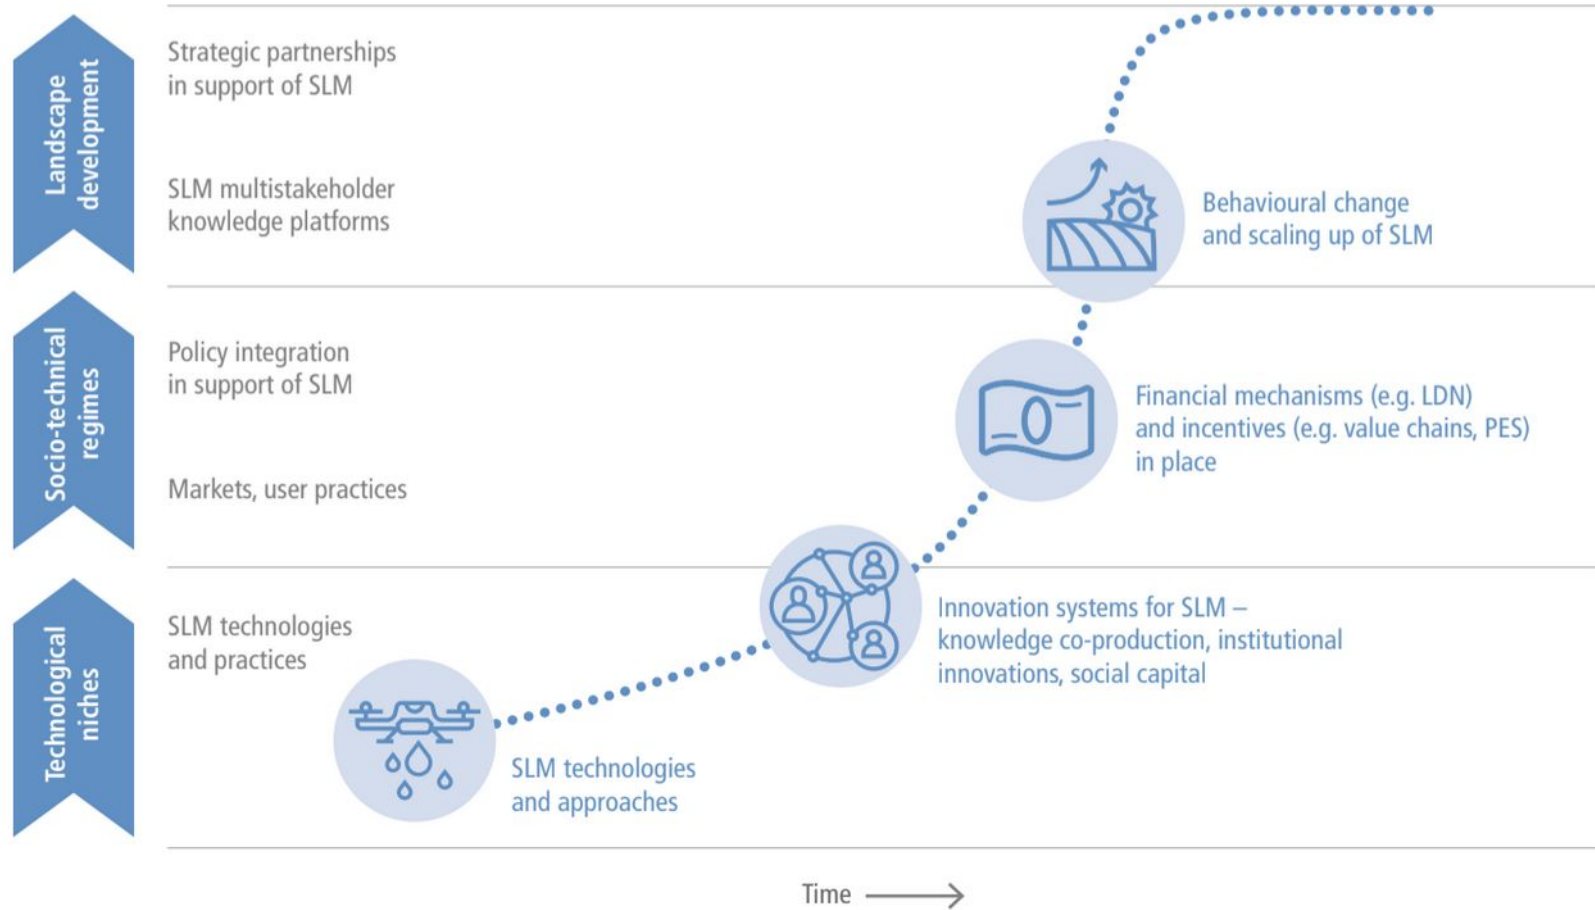 Landscape
development
Strategic partnerships
in support of SLM
SLM multistakeholder
knowledge platforms
Behavioural change
and scaling up of SLM
Socio-technical
regimes
Policy integration
in support of SLM
Markets, user practices
Financial mechanisms (e.g. LDN)
and incentives (e.g. value chains, PES)
in place
Technological
niches
SLM technologies
and practices
Innovation systems for SLM –
knowledge co-production, institutional
innovations, social capital
SLM technologies
and approaches
Time